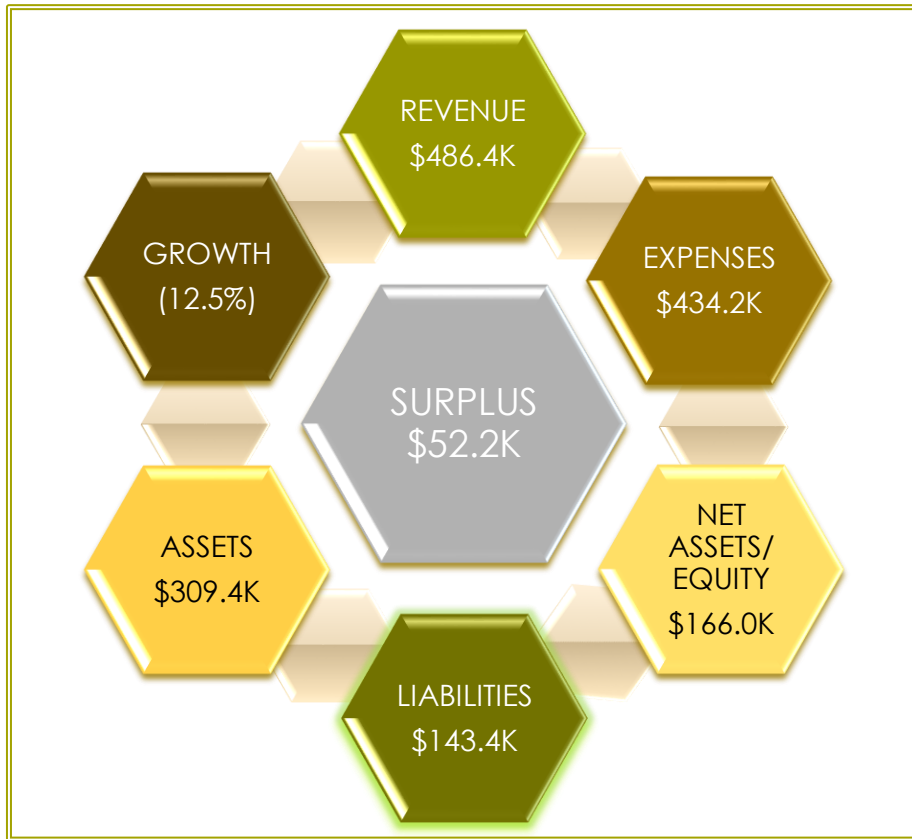 REVENUE
$486.4K
GROWTH
(12.5%)
EXPENSES
$434.2K
SURPLUS
$52.2K
ASSETS
$309.4K
NET
ASSETS/
EQUITY
$166.0K
LIABILITIES
$143.4K